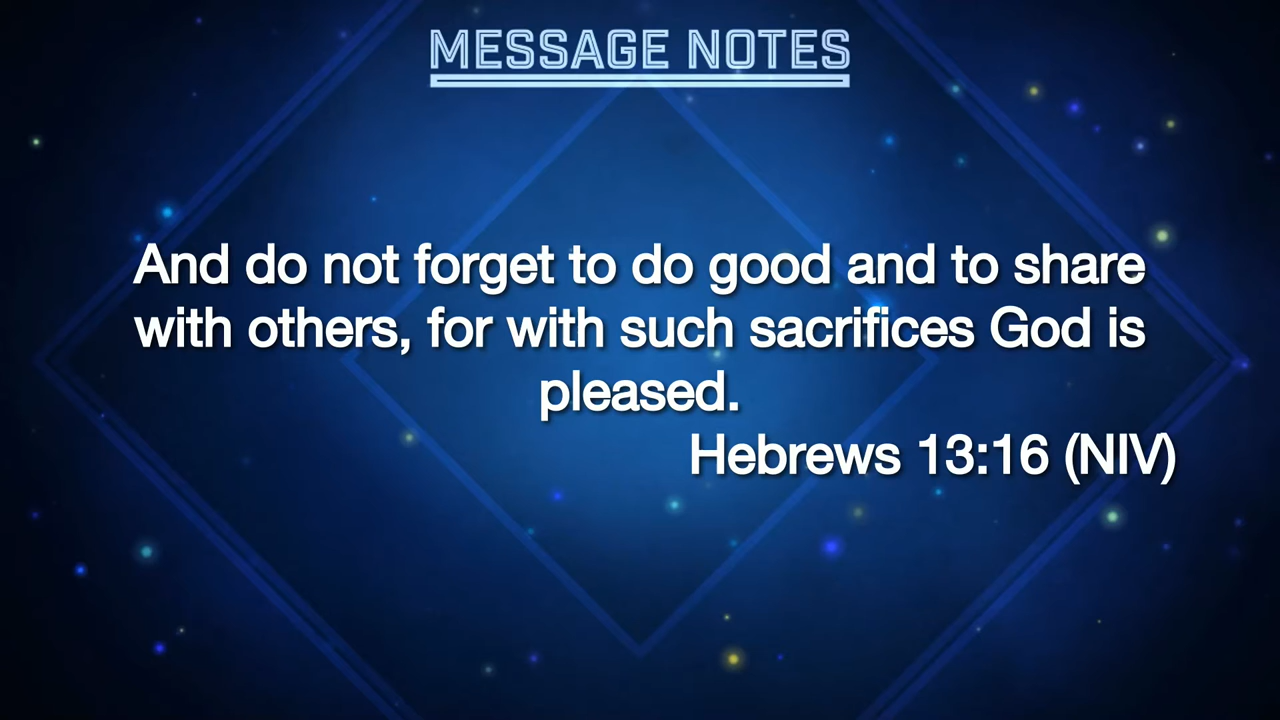 MESSAGE NOTES
And do not forget to do good and to share
with others, for with such sacrifices God is
pleased.
Hebrews 13:16 (NIV)